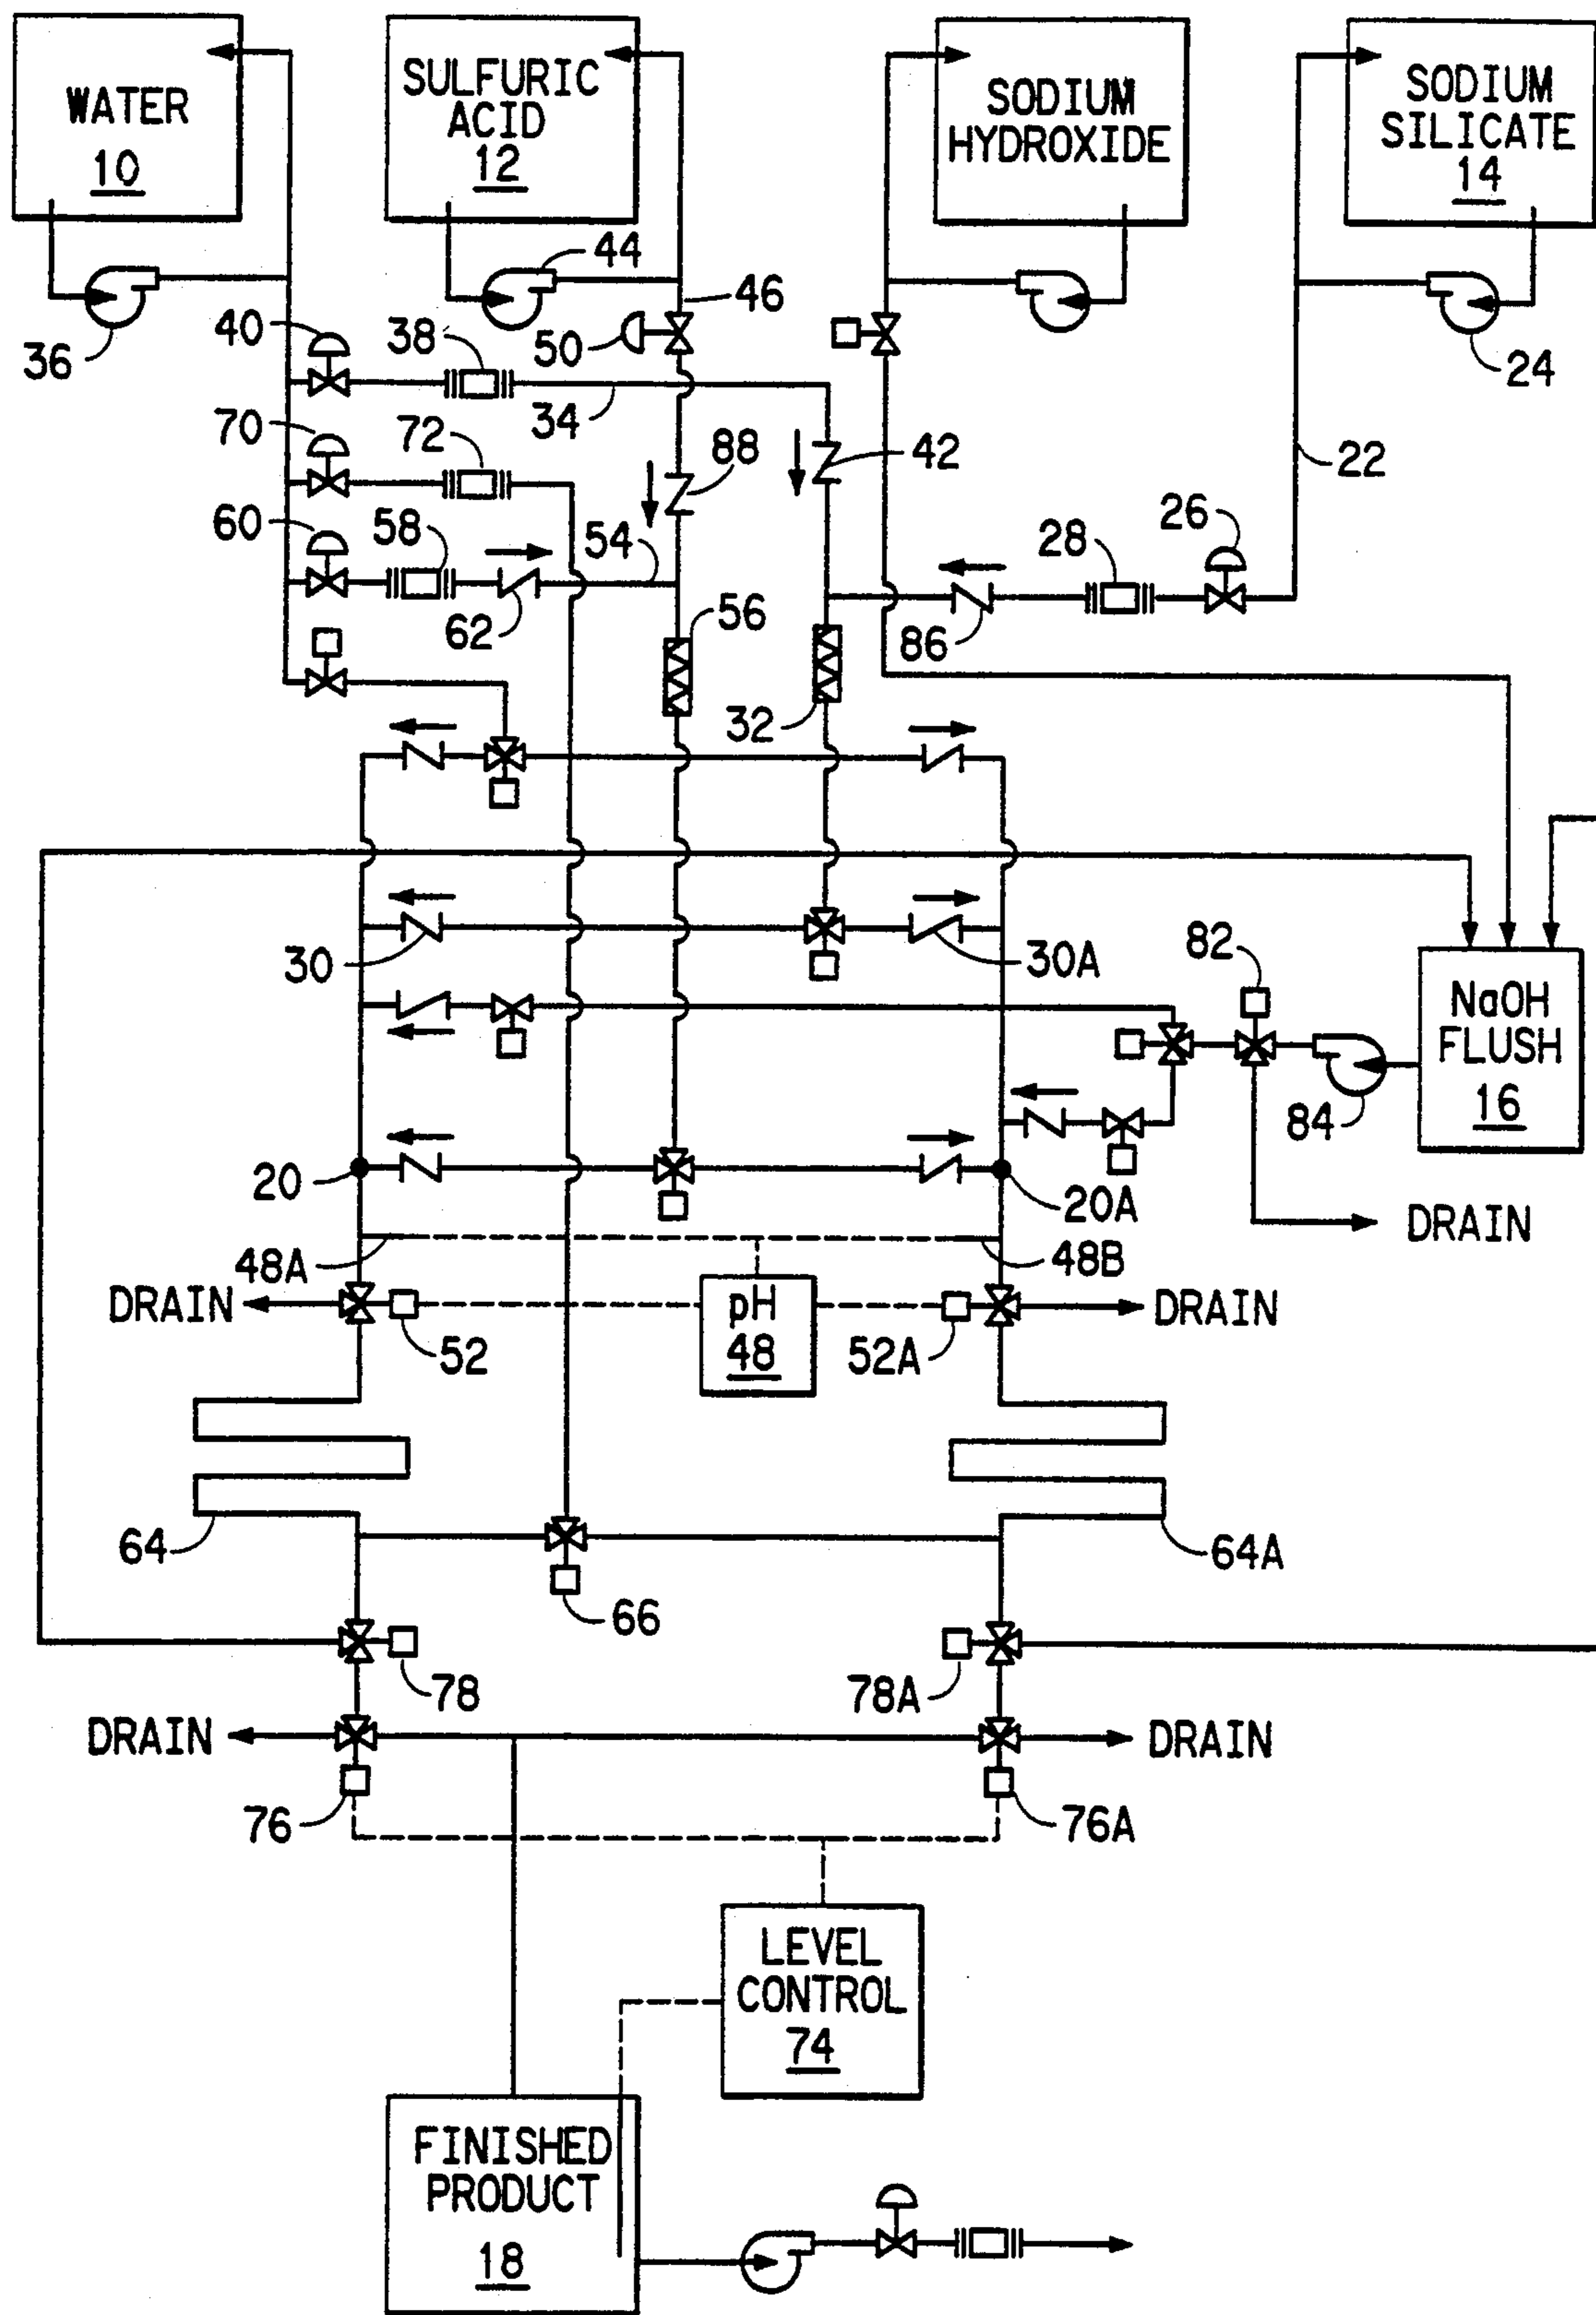 WATER
10
SULFURIC
ACID
12
SODIUM
HYDROXIDE
SODIUM
SILICATE
14
36
44
46
24
40
38
50
34
70
72
88
42
22
60
58
54
26
28
62
56
86
32
30
30A
82
NaOH
FLUSH
16
84
20
20A
DRAIN
48A
48B
DRAIN
pH
48
DRAIN
52
52A
64
64A
66
78
78A
DRAIN
DRAIN
76
76A
LEVEL
CONTROL
74
FINISHED
PRODUCT
18